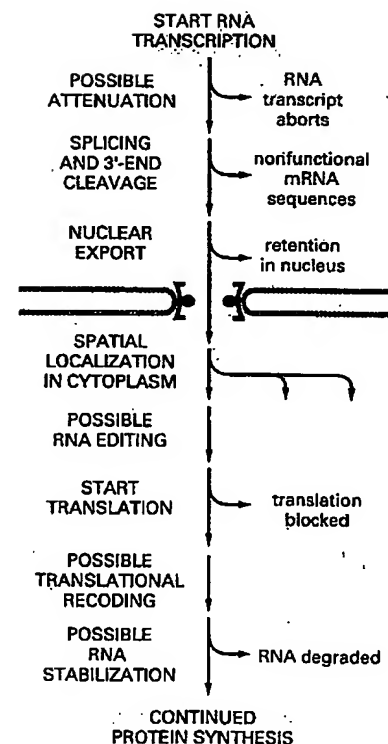 START RNA
TRANSCRIPTION
POSSIBLE
ATTENUATION
RNA
transcript
aborts
SPLICING
AND 3'-END
CLEAVAGE
nonfunctional
mRNA
sequences
NUCLEAR
EXPORT
retention
in nucleus
SPATIAL
LOCALIZATION
IN CYTOPLASM
POSSIBLE
RNA EDITING
START
TRANSLATION
translation
blocked
POSSIBLE
TRANSLATIONAL
RECODING
POSSIBLE
RNA
STABILIZATION
RNA degraded
CONTINUED
PROTEIN SYNTHESIS